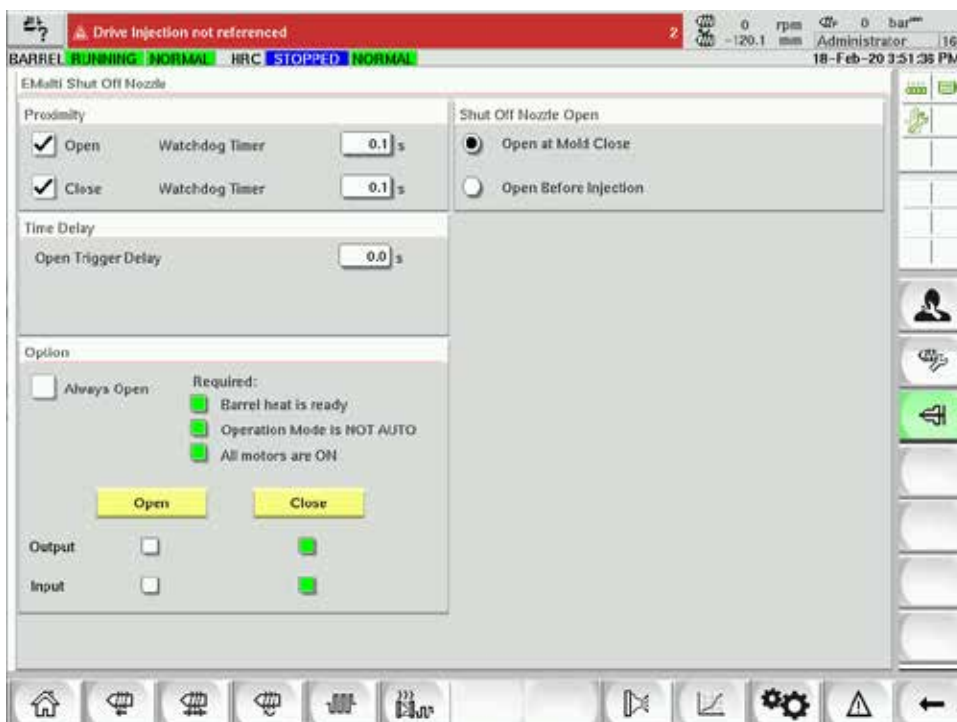 Drive Injection not referenced 2
0 rpm 0 bar
-120.1 mm Administrator 16
BARREL RUNNING NORMAL HRC STOPPED NORMAL 18-Feb-20 3:51:36 PM
EMulti Shut Off Nozzle
Proximity
Open Watchdog Timer 0.1 s
Close Watchdog Timer 0.1 s
Shut Off Nozzle Open
Open at Mold Close
Open Before Injection
Time Delay
Open Trigger Delay 0.0 s
Option
Always Open
Required:
Barrel heat is ready
Operation Mode is NOT AUTO
All motors are ON
Open Close
Output
Input